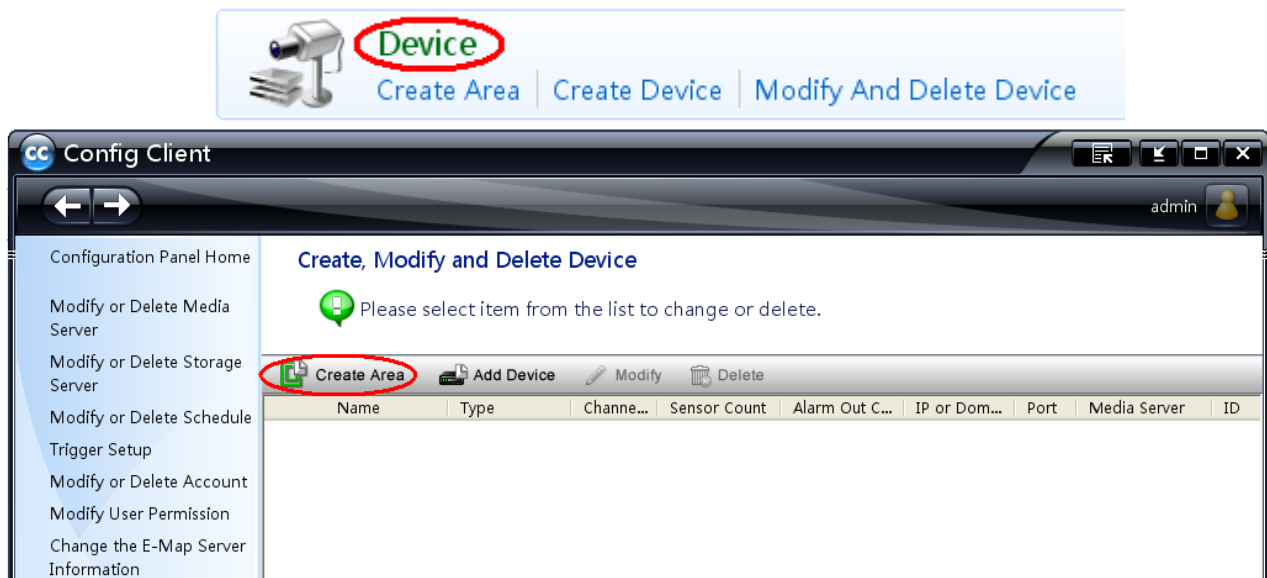 Device
Create Area Create Device Modify And Delete Device
cc Config Client
admin
Configuration Panel Home
Modify or Delete Media
Server
Modify or Delete Storage
Server
Modify or Delete Schedule
Trigger Setup
Modify or Delete Account
Modify User Permission
Change the E-Map Server
Information
Create, Modify and Delete Device
Please select item from the list to change or delete.
Create Area Add Device Modify Delete
Name Type Channe... Sensor Count Alarm Out C... IP or Dom... Port Media Server ID